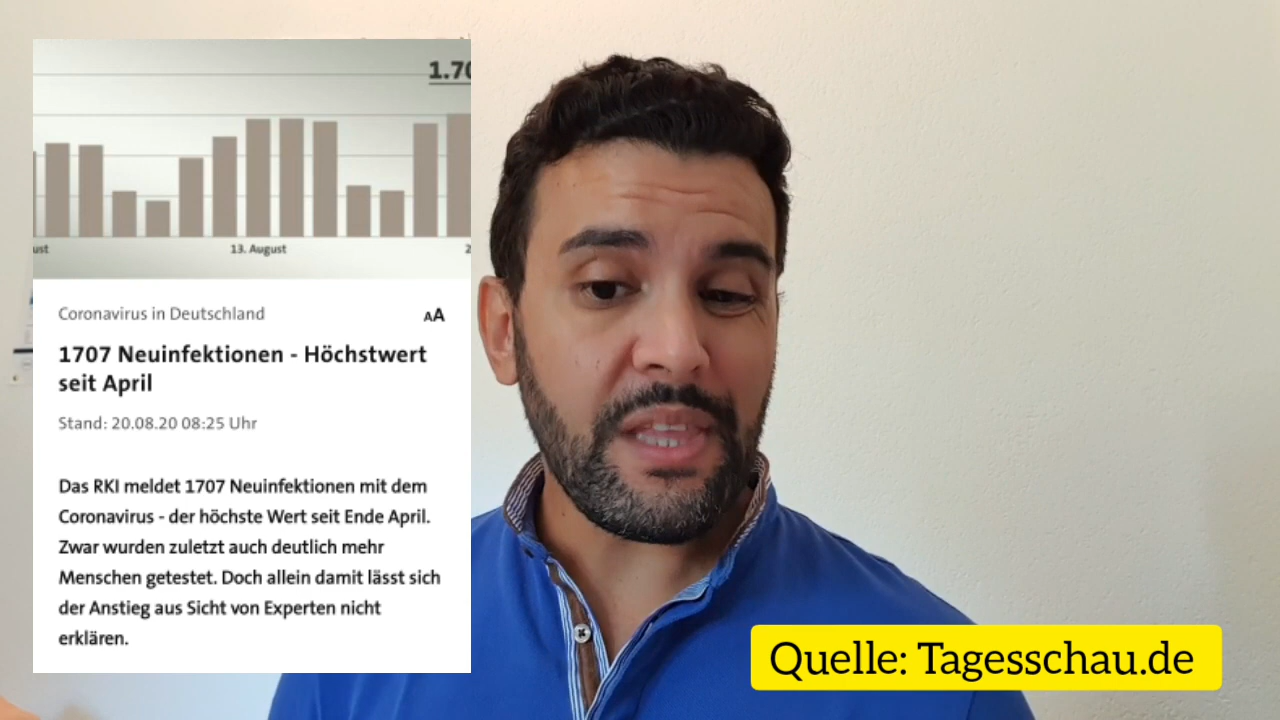 1.70
ust
13. August
2
Coronavirus in Deutschland
AA
1707 Neuinfektionen - Höchstwert
seit April
Stand: 20.08.20 08:25 Uhr
Das RKI meldet 1707 Neuinfektionen mit dem
Coronavirus - der höchste Wert seit Ende April.
Zwar wurden zuletzt auch deutlich mehr
Menschen getestet. Doch allein damit lässt sich
der Anstieg aus Sicht von Experten nicht
erklären.
Quelle: Tagesschau.de